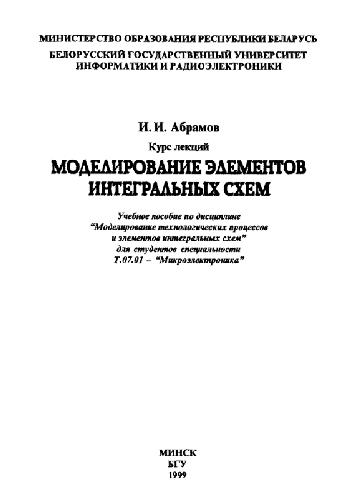 МИНИСТЕРСТВО ОБРАЗОВАНИЯ РЕСПУБЛИКИ БЕЛАРУСЬ
БЕЛОРУССКИЙ ГОСУДАРСТВЕННЫЙ УНИВЕРСИТЕТ
ИНФОРМАТИКИ И РАДИОЭЛЕКТРОНИКИ
И. И. Абрамов
Курс лекций
МОДЕЛИРОВАНИЕ ЭЛЕМЕНТОВ
ИНТЕГРАЛЬНЫХ СХЕМ
Учебное пособие по дисциплине
“Моделирование технологических процессов
и элементов интегральных схем”
для студентов специальности
Т.07.01 – “Микроэлектроника”
МИНСК
БГУ
1999